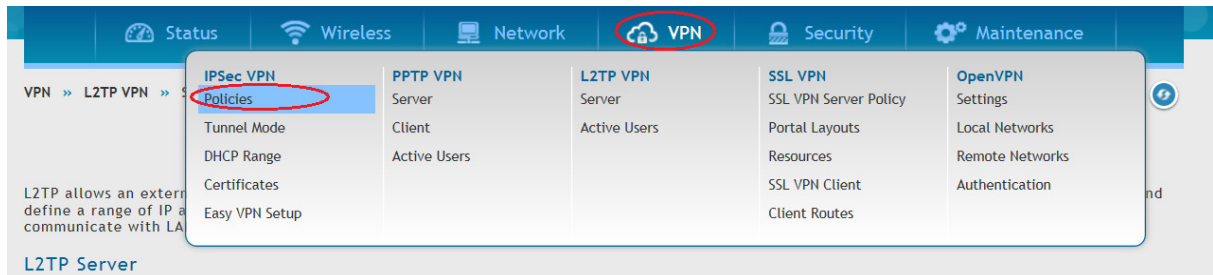 Status Wireless Network VPN Security Maintenance
IPSec VPN
Policies
Tunnel Mode
DHCP Range
Certificates
Easy VPN Setup
PPTP VPN
Server
Client
Active Users
L2TP VPN
Server
Active Users
SSL VPN
SSL VPN Server Policy
Portal Layouts
Resources
SSL VPN Client
Client Routes
OpenVPN
Settings
Local Networks
Remote Networks
Authentication
VPN » L2TP VPN »
L2TP allows an extern
nd
define a range of IP a
communicate with LA
L2TP Server